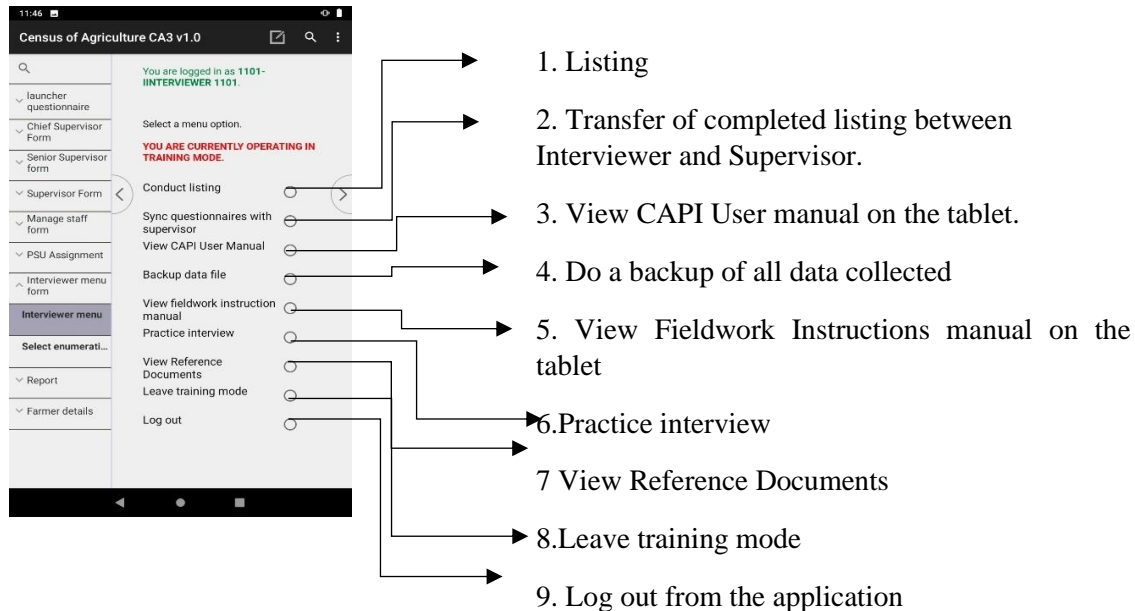 11:46
Census of Agriculture CA3 v1.0
launcher
questionnaire
Chief Supervisor
Form
Senior Supervisor
form
Supervisor Form
Manage staff
form
PSU Assignment
Interviewer menu
form
Interviewer menu
Select enumerati...
Report
Farmer details
You are logged in as 1101-
IINTERVIEWER 1101.
Select a menu option.
YOU ARE CURRENTLY OPERATING IN
TRAINING MODE.
Conduct listing
Sync questionnaires with
supervisor
View CAPI User Manual
Backup data file
View fieldwork instruction
manual
Practice interview
View Reference
Documents
Leave training mode
Log out
1. Listing
2. Transfer of completed listing between
Interviewer and Supervisor.
3. View CAPI User manual on the tablet.
4. Do a backup of all data collected
5. View Fieldwork Instructions manual on the
tablet
6.Practice interview
7 View Reference Documents
8.Leave training mode
9. Log out from the application